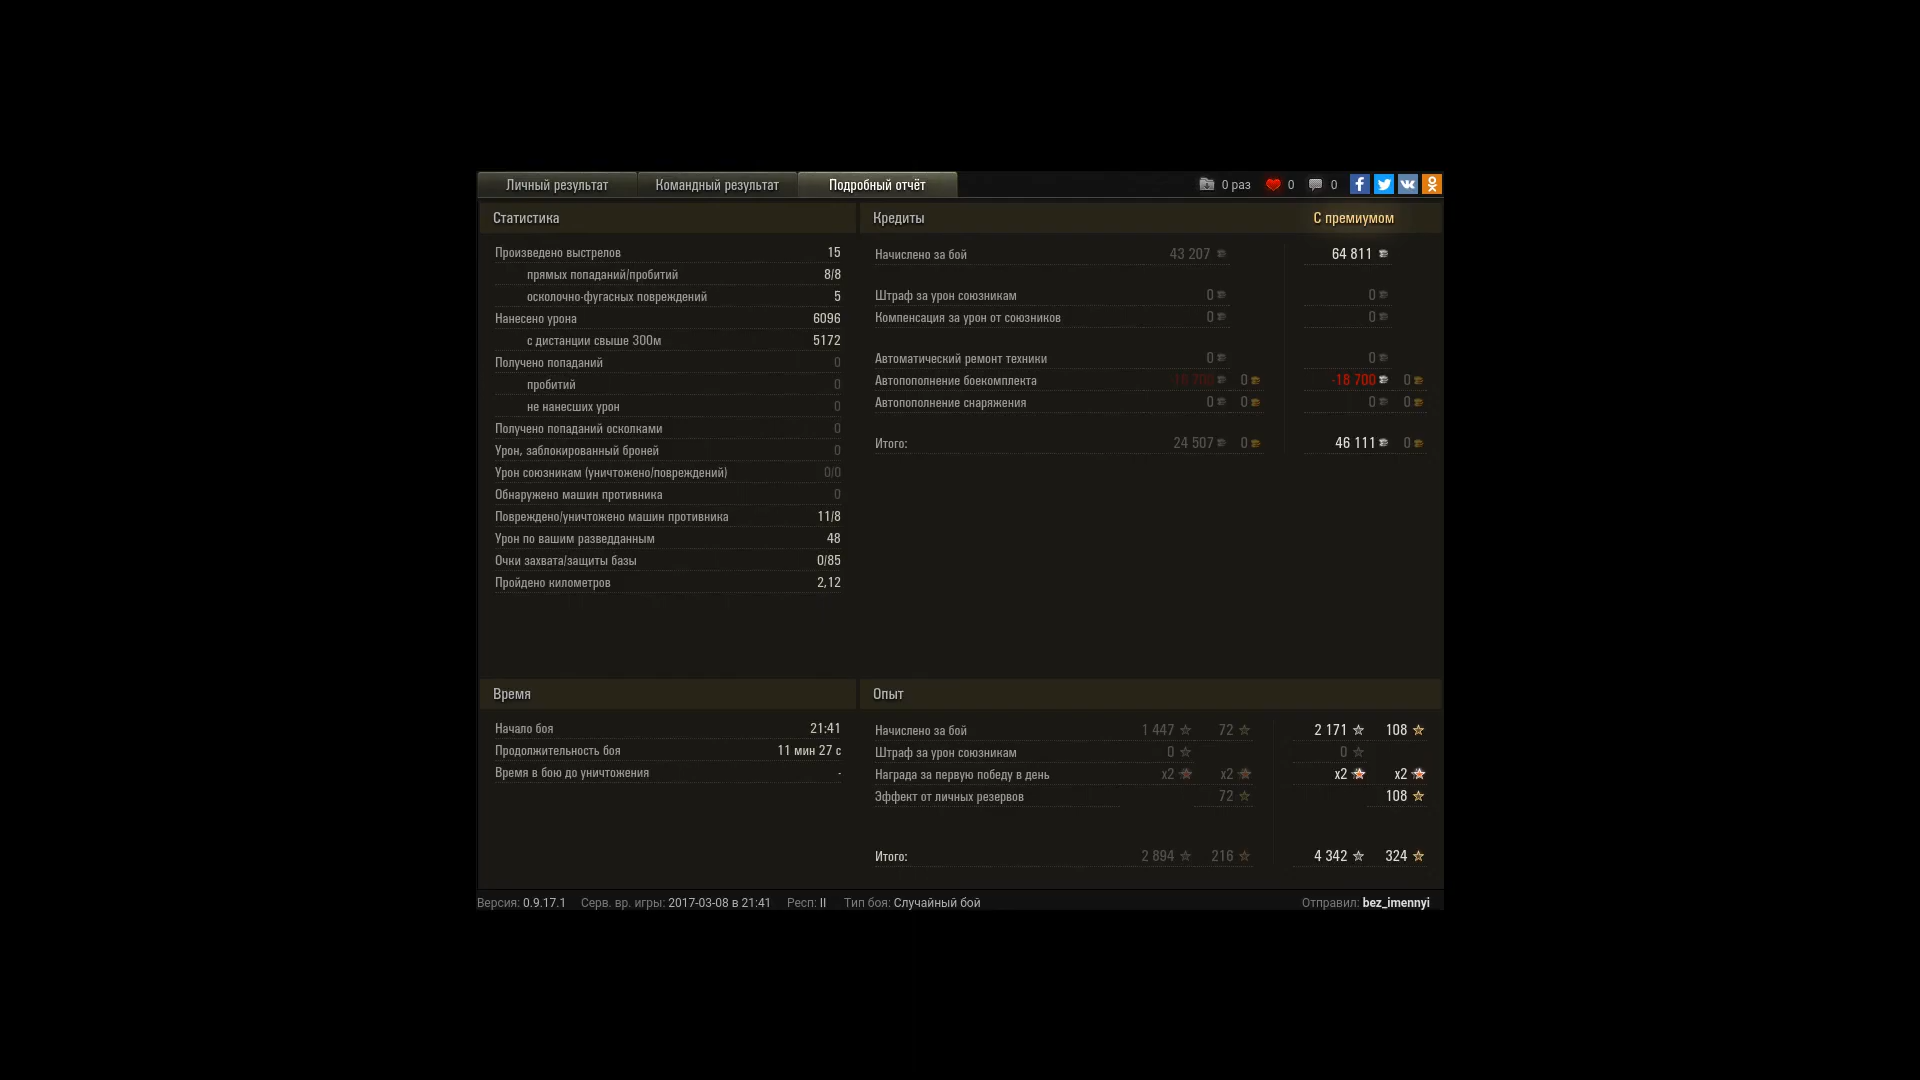 Личный результат Командный результат Подробный отчёт 0 раз 0 0
Статистика
Произведено выстрелов 15
прямых попаданий/пробитий 8/8
осколочно-фугасных повреждений 5
Нанесено урона 6096
с дистанции свыше 300м 5172
Получено попаданий 0
пробитий 0
не нанесших урон 0
Получено попаданий осколками 0
Урон, заблокированный броней 0
Урон союзникам (уничтожено/повреждений) 0/0
Обнаружено машин противника 0
Повреждено/уничтожено машин противника 11/8
Урон по вашим разведданным 48
Очки захвата/защиты базы 0/85
Пройдено километров 2,12
Кредиты С премиумом
Начислено за бой 43 207 64 811
Штраф за урон союзникам 0 0
Компенсация за урон от союзников 0 0
Автоматический ремонт техники 0 0
Автопополнение боекомплекта -18 700 0 -18 700 0
Автопополнение снаряжения 0 0 0 0
Итого: 24 507 0 46 111 0
Время
Начало боя 21:41
Продолжительность боя 11 мин 27 с
Время в бою до уничтожения -
Опыт
Начислено за бой 1 447 72 2 171 108
Штраф за урон союзникам 0 0
Награда за первую победу в день x2 x2 x2 x2
Эффект от личных резервов 72 108
Итого: 2 894 216 4 342 324
Версия: 0.9.17.1 Серв. вр. игры: 2017-03-08 в 21:41 Респ: II Тип боя: Случайный бой Отправил: bez_imennyi